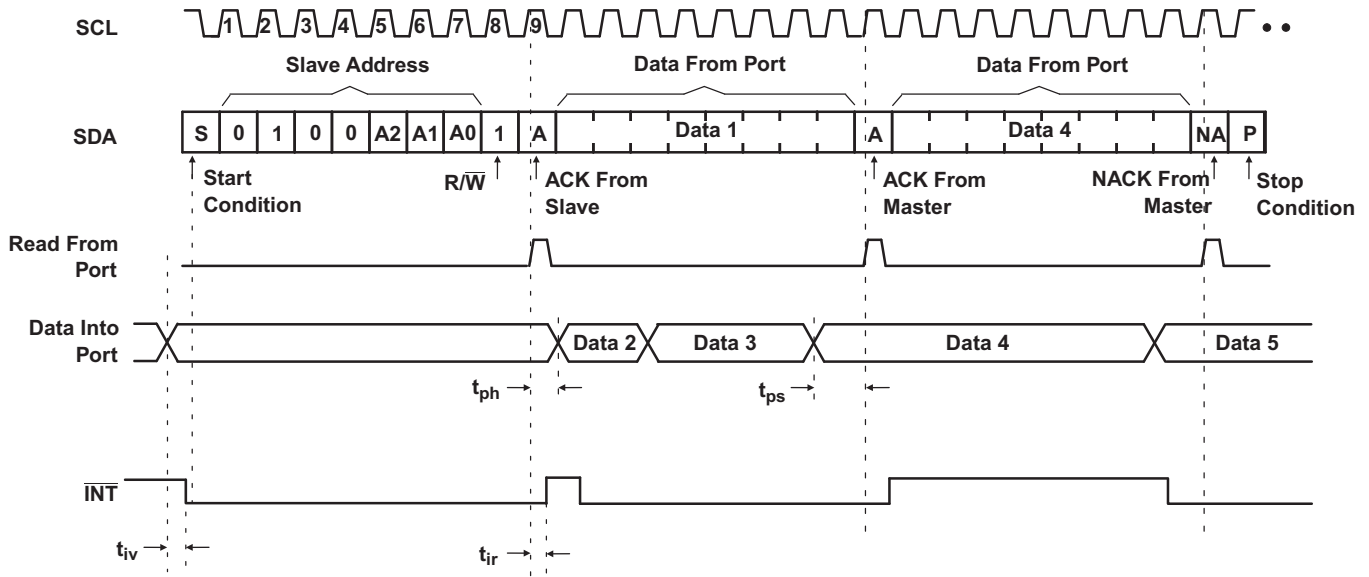 SCL 1 2 3 4 5 6 7 8 9
Slave Address Data From Port Data From Port
SDA S 0 1 0 0 A2 A1 A0 1 A Data 1 A Data 4 NA P
Start Condition
R/W̅
ACK From Slave
ACK From Master
NACK From Master
Stop Condition
Read From Port
Data Into Port
Data 2 Data 3 Data 4 Data 5
tph
tps
I̅N̅T̅
tiv
tir